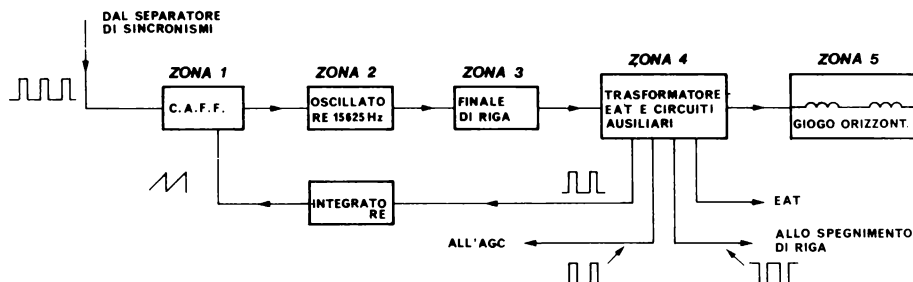 DAL SEPARATORE
DI SINCRONISMI
ZONA 1
ZONA 2
ZONA 3
ZONA 4
ZONA 5
C.A.F.F.
OSCILLATO
RE 15625 Hz
FINALE
DI RIGA
TRASFORMATORE
EAT E CIRCUITI
AUSILIARI
GIOGO ORIZZONT.
INTEGRATO
RE
EAT
ALL'AGC
ALLO SPEGNIMENTO
DI RIGA